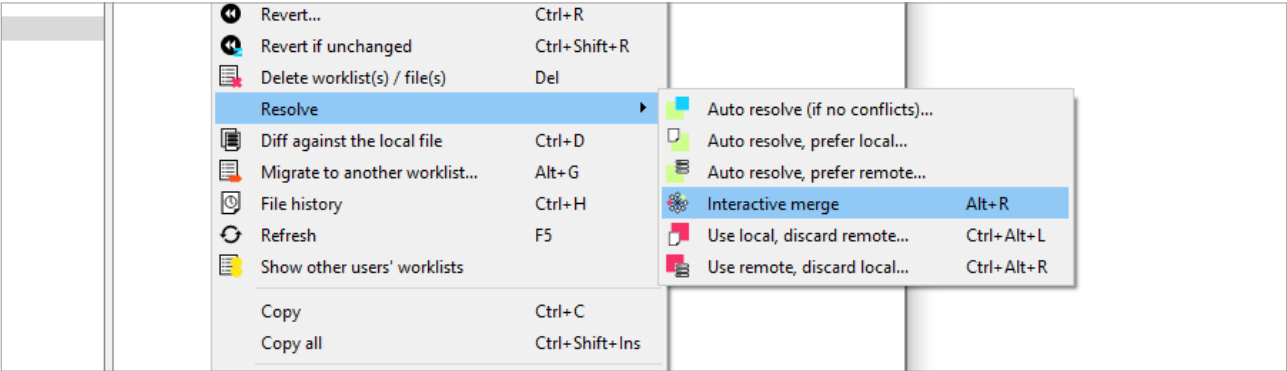 Revert... Ctrl+R
Revert if unchanged Ctrl+Shift+R
Delete worklist(s) / file(s) Del
Resolve
Diff against the local file Ctrl+D
Migrate to another worklist... Alt+G
File history Ctrl+H
Refresh F5
Show other users' worklists
Copy Ctrl+C
Copy all Ctrl+Shift+Ins
Auto resolve (if no conflicts)...
Auto resolve, prefer local...
Auto resolve, prefer remote...
Interactive merge Alt+R
Use local, discard remote... Ctrl+Alt+L
Use remote, discard local... Ctrl+Alt+R